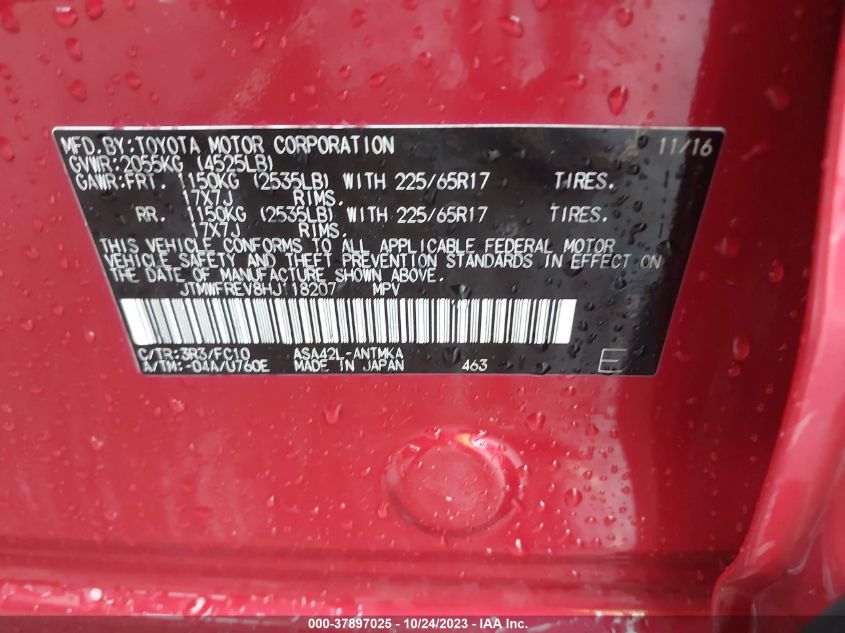 MFD.BY:TOYOTA MOTOR CORPORATION 11/16
GVWR:2055KG (4525LB)
GAWR:FRT. 1150KG (2535LB) WITH 225/65R17 TIRES.
17X7J RIMS.
RR. 1150KG (2535LB) WITH 225/65R17 TIRES.
17X7J RIMS.
THIS VEHICLE CONFORMS TO ALL APPLICABLE FEDERAL MOTOR
VEHICLE SAFETY AND THEFT PREVENTION STANDARDS IN EFFECT ON
THE DATE OF MANUFACTURE SHOWN ABOVE.
JTMWFREV8HJ118207 MPV
C/TR:3R3/FC10 ASA42L-ANTMKA
A/TM:-04A/U760E MADE IN JAPAN 463 E
000-37897025 - 10/24/2023 - IAA Inc.